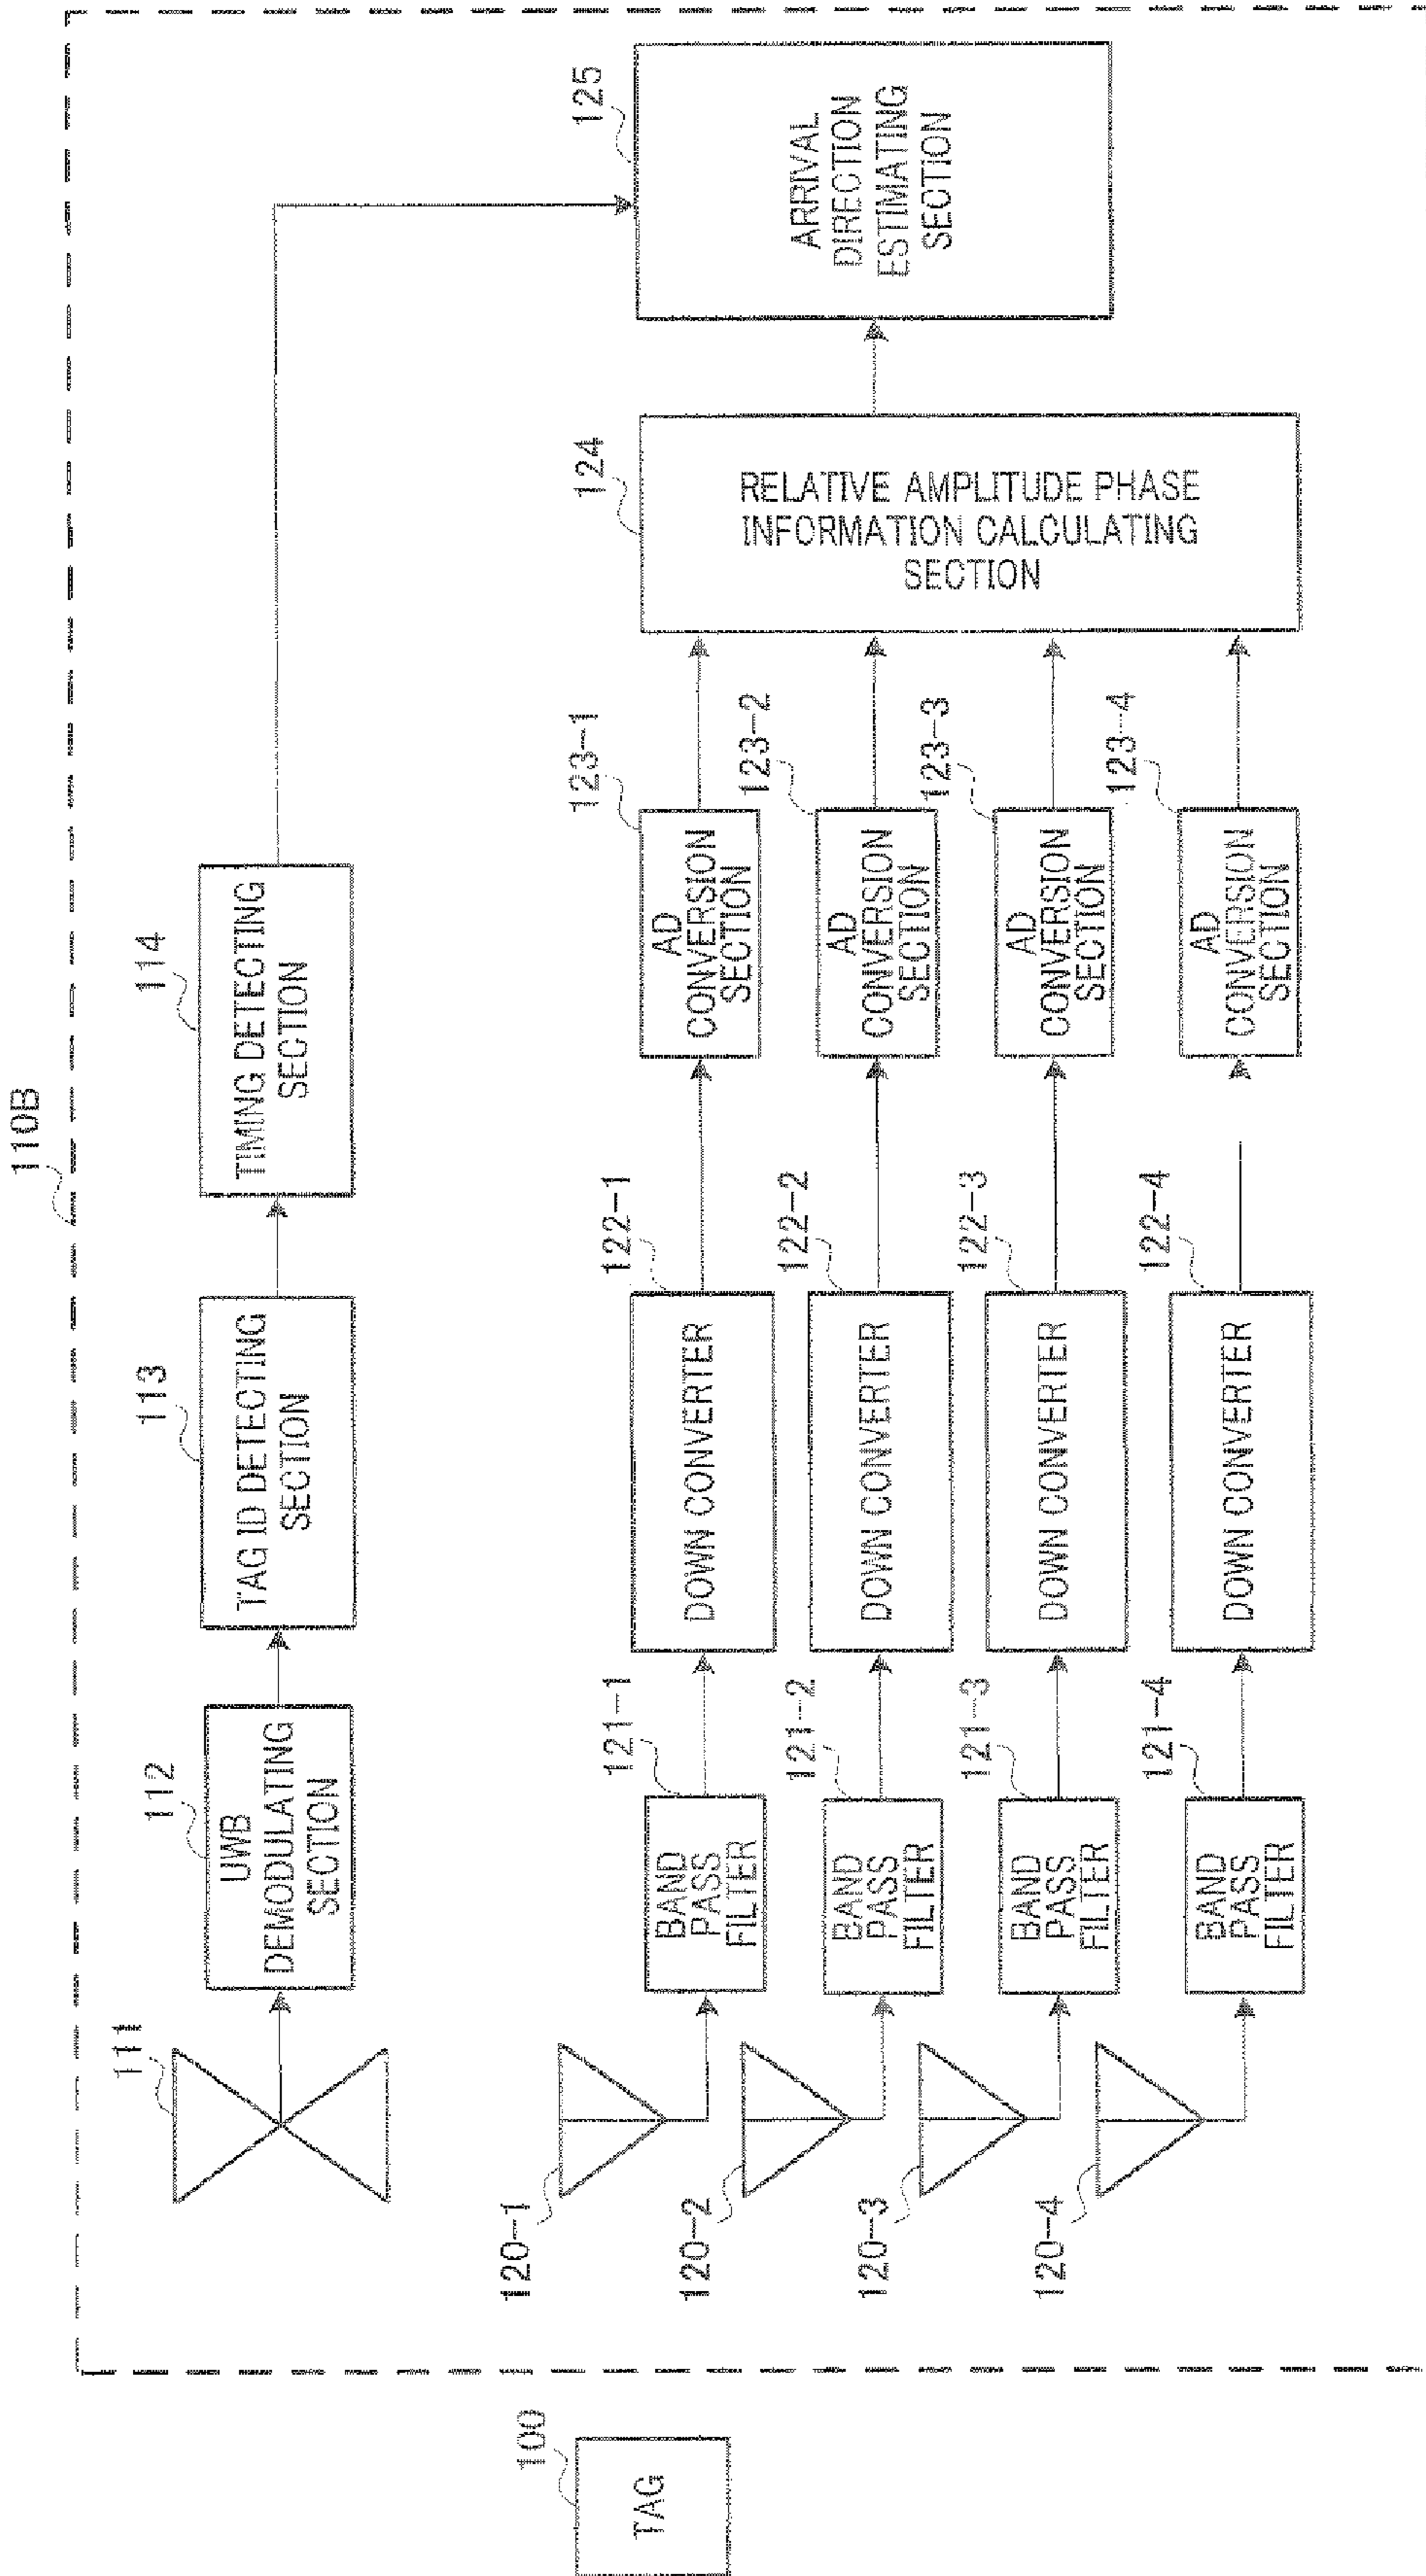 110B
111
112
UWB
DEMODULATING
SECTION
113
TAG ID DETECTING
SECTION
114
TIMING DETECTING
SECTION
100
TAG
120-1
120-2
120-3
120-4
121-1
BAND
PASS
FILTER
121-2
BAND
PASS
FILTER
121-3
BAND
PASS
FILTER
121-4
BAND
PASS
FILTER
122-1
DOWN CONVERTER
122-2
DOWN CONVERTER
122-3
DOWN CONVERTER
122-4
DOWN CONVERTER
123-1
AD
CONVERSION
SECTION
123-2
AD
CONVERSION
SECTION
123-3
AD
CONVERSION
SECTION
123-4
AD
CONVERSION
SECTION
124
RELATIVE AMPLITUDE PHASE
INFORMATION CALCULATING
SECTION
125
ARRIVAL
DIRECTION
ESTIMATING
SECTION